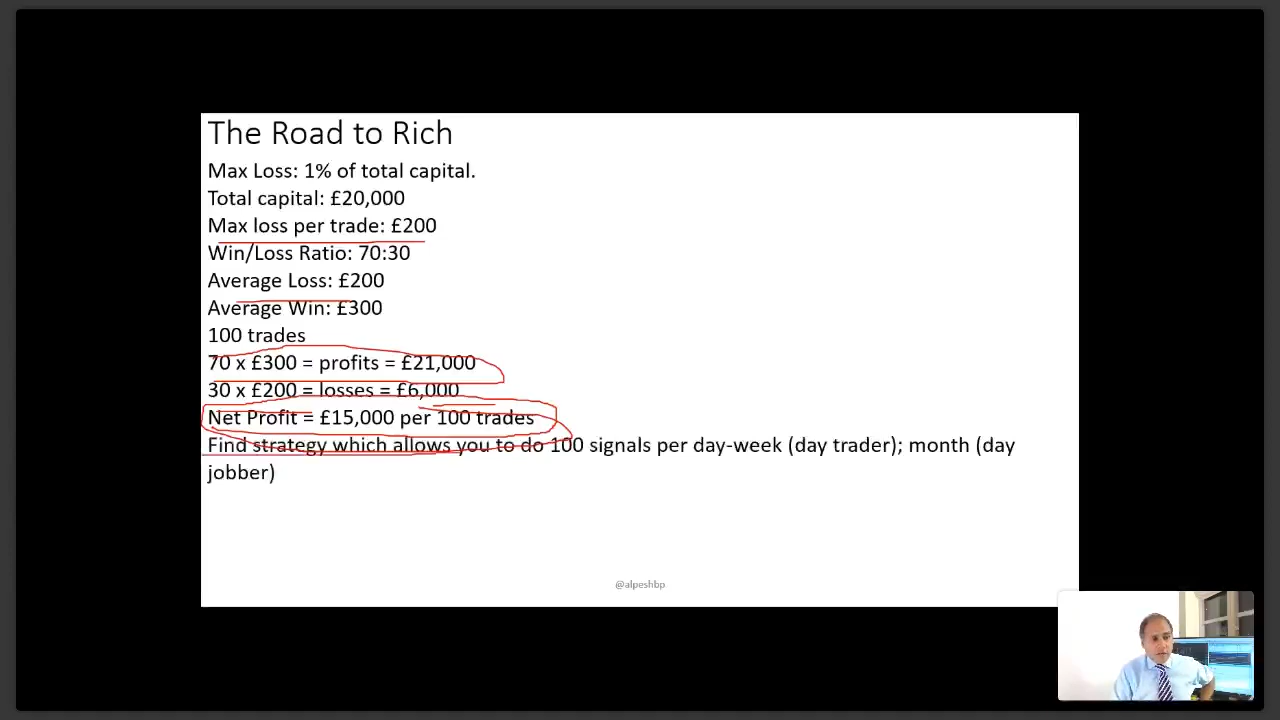 The Road to Rich
Max Loss: 1% of total capital.
Total capital: £20,000
Max loss per trade: £200
Win/Loss Ratio: 70:30
Average Loss: £200
Average Win: £300
100 trades
70 x £300 = profits = £21,000
30 x £200 = losses = £6,000
Net Profit = £15,000 per 100 trades
Find strategy which allows you to do 100 signals per day-week (day trader); month (day
jobber)
@alpeshbp